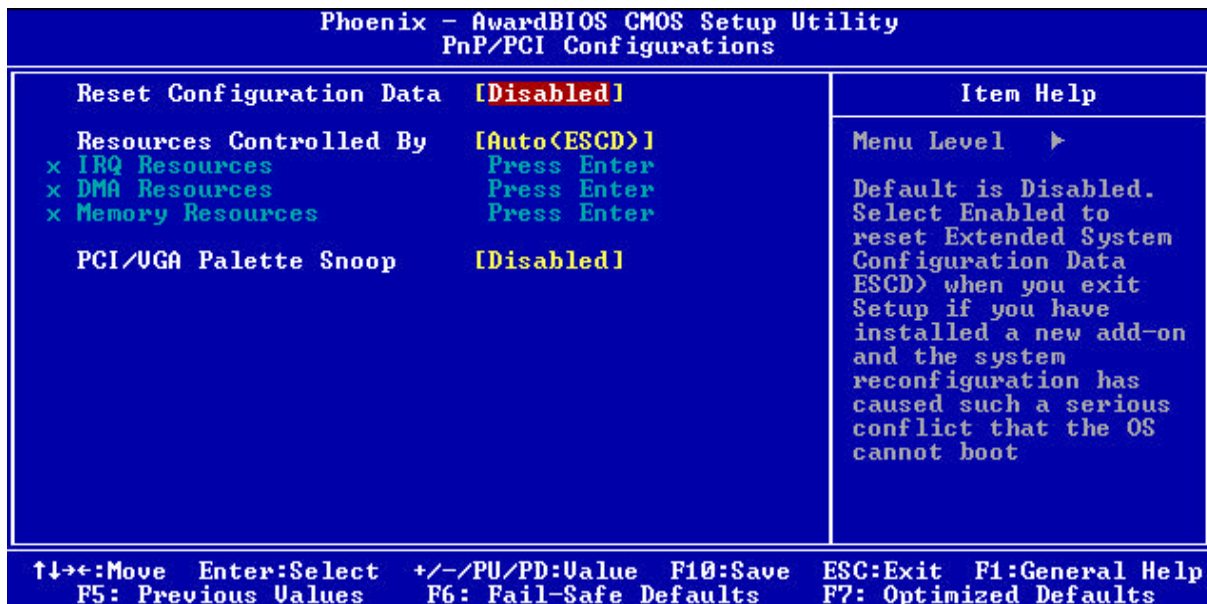 Phoenix - AwardBIOS CMOS Setup Utility
PnP/PCI Configurations
Reset Configuration Data [Disabled]
Resources Controlled By [Auto(ESCD)]
x IRQ Resources Press Enter
x DMA Resources Press Enter
x Memory Resources Press Enter
PCI/VGA Palette Snoop [Disabled]
Item Help
Menu Level ►
Default is Disabled.
Select Enabled to
reset Extended System
Configuration Data
ESCD) when you exit
Setup if you have
installed a new add-on
and the system
reconfiguration has
caused such a serious
conflict that the OS
cannot boot
↑↓→←:Move Enter:Select +/-/PU/PD:Value F10:Save ESC:Exit F1:General Help
F5: Previous Values F6: Fail-Safe Defaults F7: Optimized Defaults